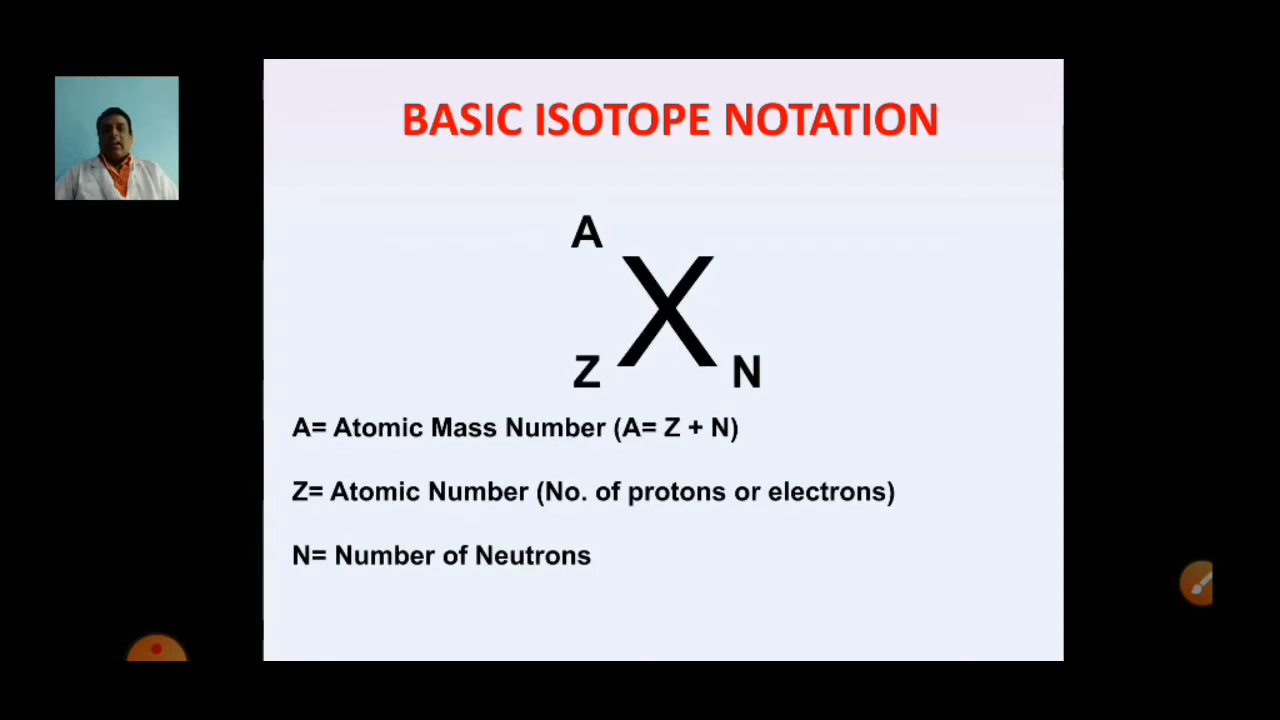 BASIC ISOTOPE NOTATION
A
X
Z N
A= Atomic Mass Number (A= Z + N)
Z= Atomic Number (No. of protons or electrons)
N= Number of Neutrons